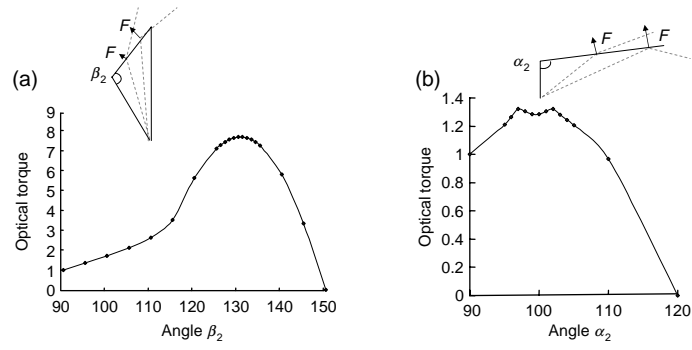 (a)
F
F
β2
Optical torque
9
8
7
6
5
4
3
2
1
0
90 100 110 120 130 140 150
Angle β2
(b)
F
F
α2
Optical torque
1.4
1.2
1
0.8
0.6
0.4
0.2
0
90 100 110 120
Angle α2